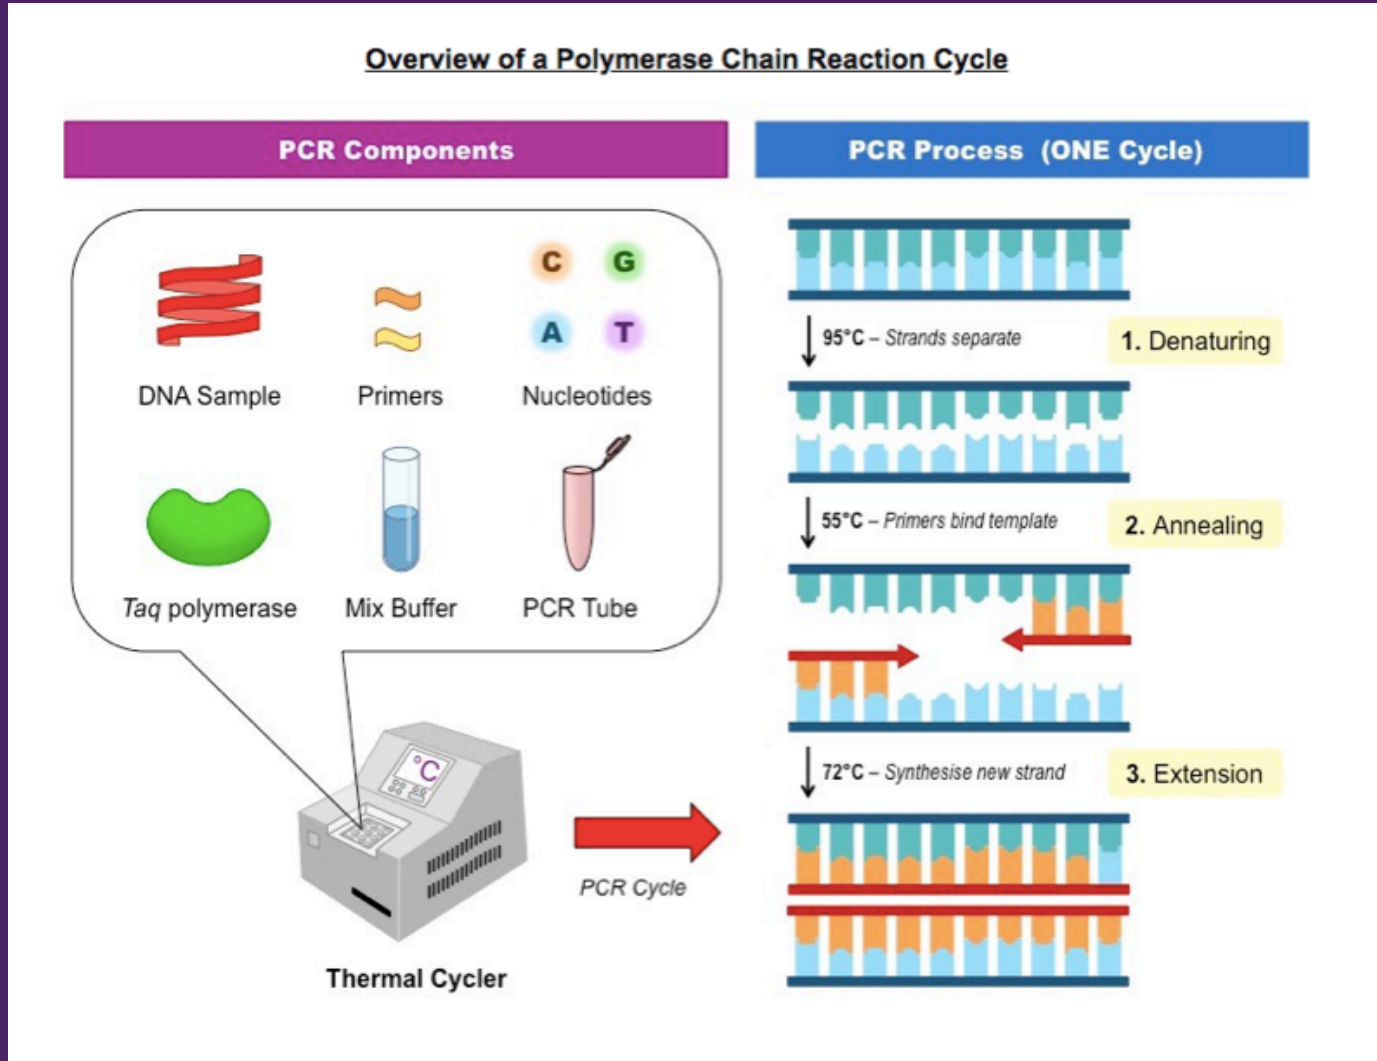 Overview of a Polymerase Chain Reaction Cycle
PCR Components
PCR Process (ONE Cycle)
C G
A T
DNA Sample
Primers
Nucleotides
Taq polymerase
Mix Buffer
PCR Tube
°C
Thermal Cycler
PCR Cycle
95°C – Strands separate
1. Denaturing
55°C – Primers bind template
2. Annealing
72°C – Synthesise new strand
3. Extension